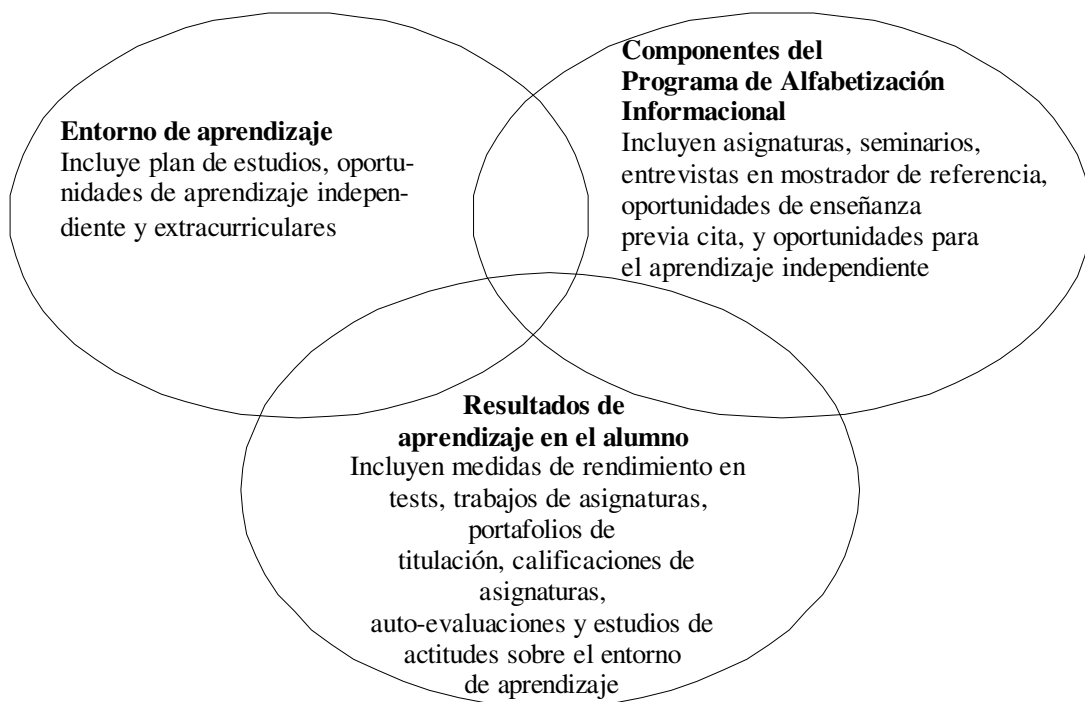 Entorno de aprendizaje
Incluye plan de estudios, oportu-
nidades de aprendizaje indepen-
diente y extracurriculares
Componentes del
Programa de Alfabetización
Informacional
Incluyen asignaturas, seminarios,
entrevistas en mostrador de referencia,
oportunidades de enseñanza
previa cita, y oportunidades para
el aprendizaje independiente
Resultados de
aprendizaje en el alumno
Incluyen medidas de rendimiento en
tests, trabajos de asignaturas,
portafolios de
titulación, calificaciones de
asignaturas,
auto-evaluaciones y estudios de
actitudes sobre el entorno
de aprendizaje